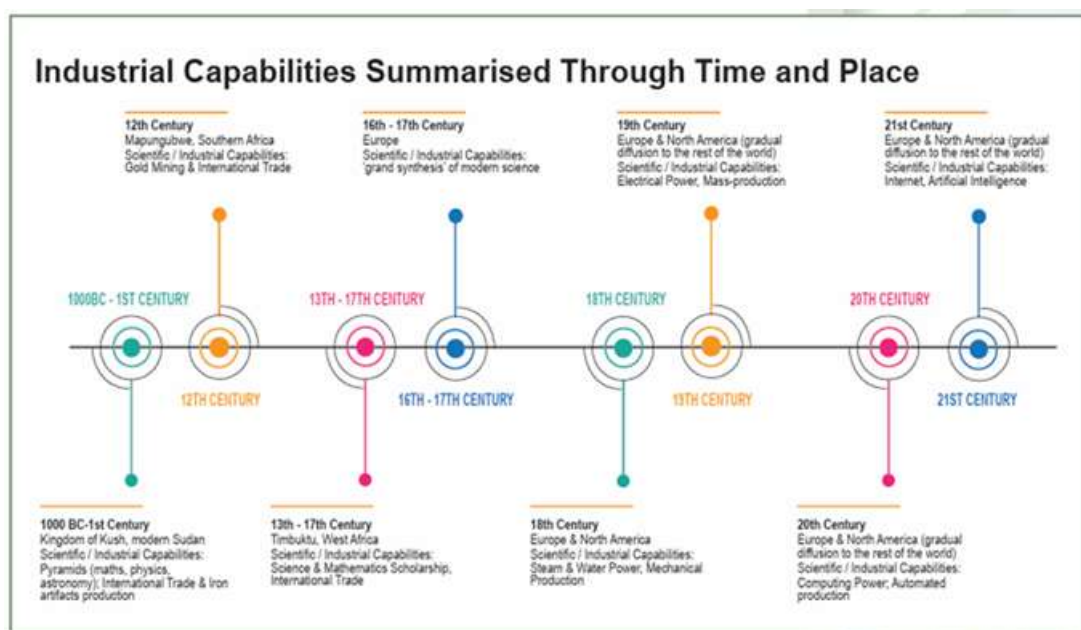 Industrial Capabilities Summarised Through Time and Place
12th Century
Mapungubwe, Southern Africa
Scientific / Industrial Capabilities:
Gold Mining & International Trade
16th - 17th Century
Europe
Scientific / Industrial Capabilities:
'grand synthesis' of modern science
19th Century
Europe & North America (gradual
diffusion to the rest of the world)
Scientific / Industrial Capabilities:
Electrical Power, Mass-production
21st Century
Europe & North America (gradual
diffusion to the rest of the world)
Scientific / Industrial Capabilities:
Internet, Artificial Intelligence
1000BC - 1ST CENTURY
13TH - 17TH CENTURY
18TH CENTURY
20TH CENTURY
12TH CENTURY
16TH - 17TH CENTURY
19TH CENTURY
21ST CENTURY
1000 BC-1st Century
Kingdom of Kush, modern Sudan
Scientific / Industrial Capabilities:
Pyramids (maths, physics,
astronomy); International Trade & Iron
artifacts production
13th - 17th Century
Timbuktu, West Africa
Scientific / Industrial Capabilities:
Science & Mathematics Scholarship,
International Trade
18th Century
Europe & North America
Scientific / Industrial Capabilities:
Steam & Water Power, Mechanical
Production
20th Century
Europe & North America (gradual
diffusion to the rest of the world)
Scientific / Industrial Capabilities:
Computing Power; Automated
production